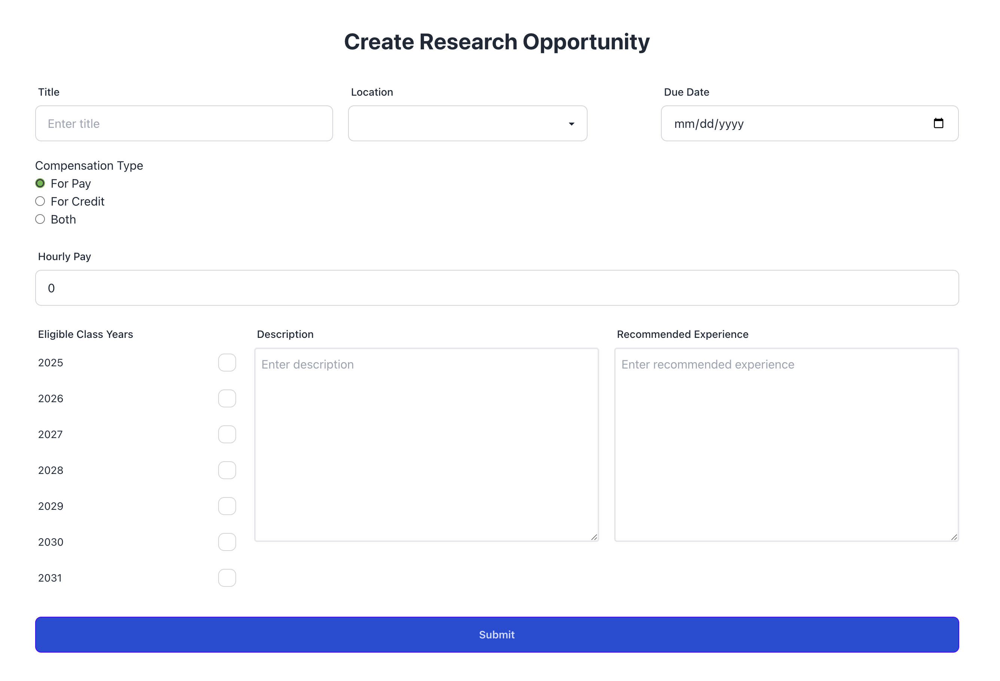 Create Research Opportunity
Title
Location
Due Date
Enter title
mm/dd/yyyy
Compensation Type
For Pay
For Credit
Both
Hourly Pay
0
Eligible Class Years
Description
Recommended Experience
2025
Enter description
Enter recommended experience
2026
2027
2028
2029
2030
2031
Submit